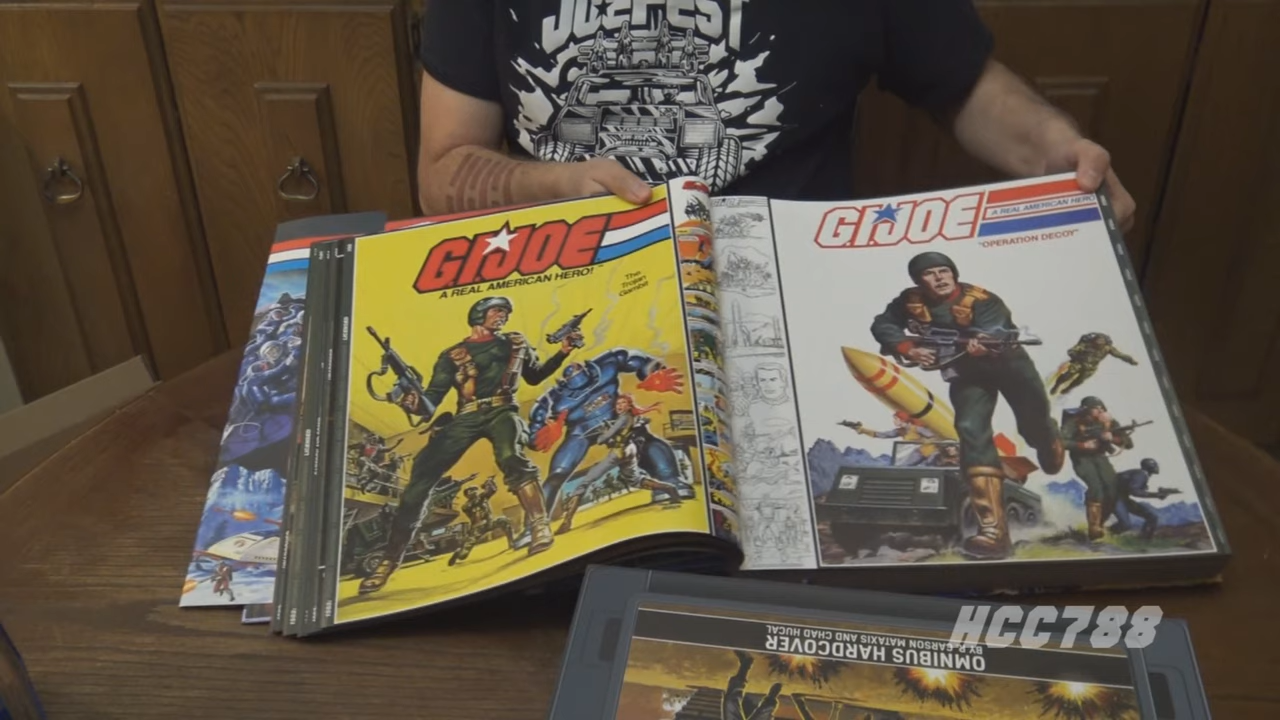 JOEFEST
G.I. JOE
A REAL AMERICAN HERO!
The
Trojan
Gambit
G.I. JOE
A REAL AMERICAN HERO
"OPERATION DECOY"
HCC788
OMNIBUS HARDCOVER
BY P. CARSON MATAXIS AND CHAD HUCAL